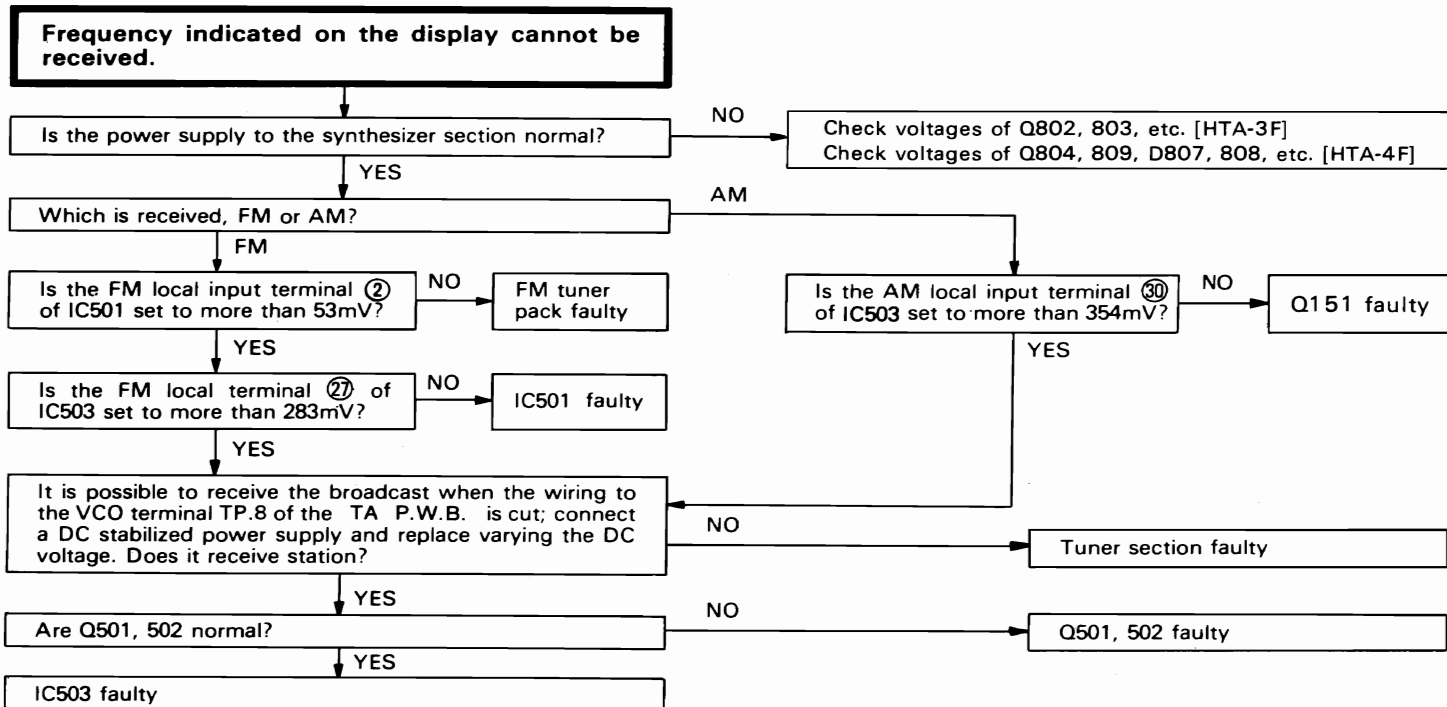 Frequency indicated on the display cannot be
received.
Is the power supply to the synthesizer section normal?
NO
Check voltages of Q802, 803, etc. [HTA-3F]
Check voltages of Q804, 809, D807, 808, etc. [HTA-4F]
YES
Which is received, FM or AM?
AM
FM
Is the FM local input terminal ②
of IC501 set to more than 53mV?
NO
FM tuner
pack faulty
Is the AM local input terminal ㉚
of IC503 set to more than 354mV?
NO
Q151 faulty
YES
YES
Is the FM local terminal ㉗ of
IC503 set to more than 283mV?
NO
IC501 faulty
YES
It is possible to receive the broadcast when the wiring to
the VCO terminal TP.8 of the TA P.W.B. is cut; connect
a DC stabilized power supply and replace varying the DC
voltage. Does it receive station?
NO
Tuner section faulty
YES
Are Q501, 502 normal?
NO
Q501, 502 faulty
YES
IC503 faulty